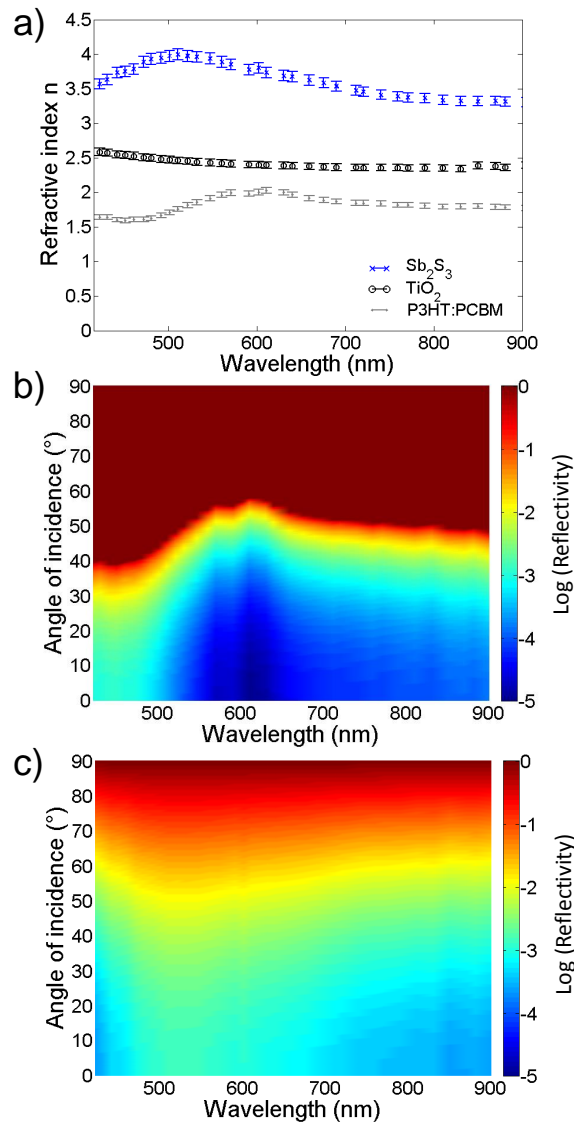 a)
4.5
4
3.5
3
2.5
2
1.5
1
0.5
0
Refractive index n
Sb₂S₃
TiO₂
P3HT:PCBM
500 600 700 800 900
Wavelength (nm)
b)
90
80
70
60
50
40
30
20
10
0
Angle of incidence (°)
500 600 700 800 900
Wavelength (nm)
0
-1
-2
-3
-4
-5
Log (Reflectivity)
c)
90
80
70
60
50
40
30
20
10
0
Angle of incidence (°)
500 600 700 800 900
Wavelength (nm)
0
-1
-2
-3
-4
-5
Log (Reflectivity)